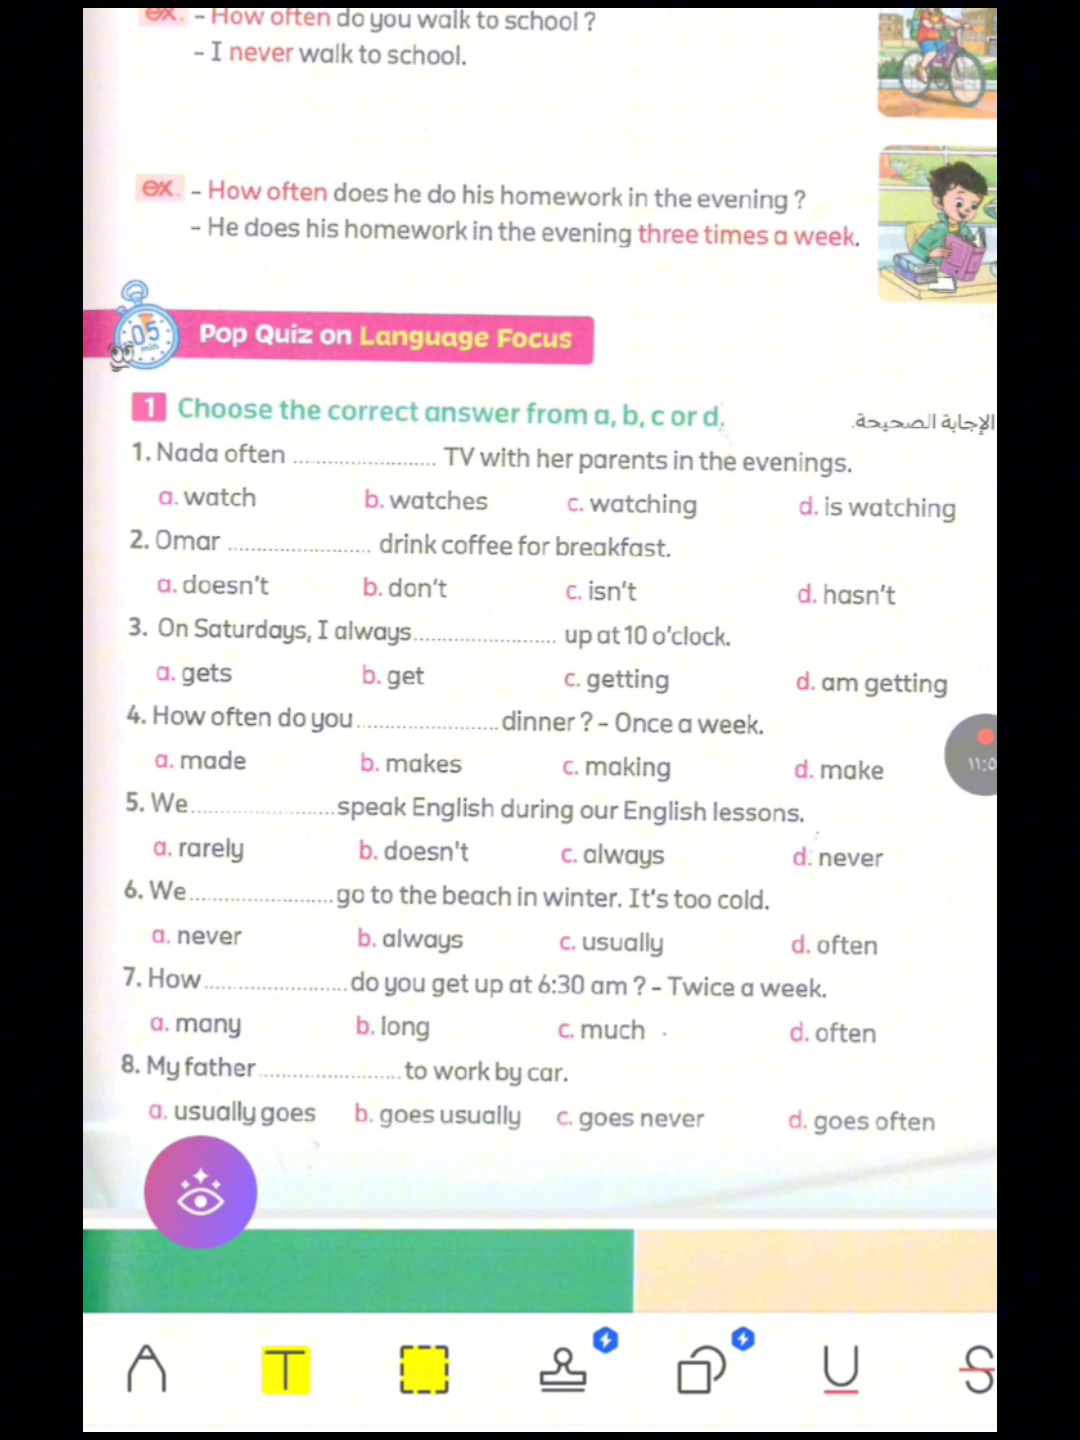 ex. - How often do you walk to school ?
- I never walk to school.
ex. - How often does he do his homework in the evening ?
- He does his homework in the evening three times a week.
05 min
Pop Quiz on Language Focus
1 Choose the correct answer from a, b, c or d.
الإجابة الصحيحة.
1. Nada often .................... TV with her parents in the evenings.
a. watch b. watches c. watching d. is watching
2. Omar .................... drink coffee for breakfast.
a. doesn't b. don't c. isn't d. hasn't
3. On Saturdays, I always .................... up at 10 o'clock.
a. gets b. get c. getting d. am getting
4. How often do you .................... dinner ? - Once a week.
a. made b. makes c. making d. make
5. We .................... speak English during our English lessons.
a. rarely b. doesn't c. always d. never
6. We .................... go to the beach in winter. It's too cold.
a. never b. always c. usually d. often
7. How .................... do you get up at 6:30 am ? - Twice a week.
a. many b. long c. much d. often
8. My father .................... to work by car.
a. usually goes b. goes usually c. goes never d. goes often
T
U
S